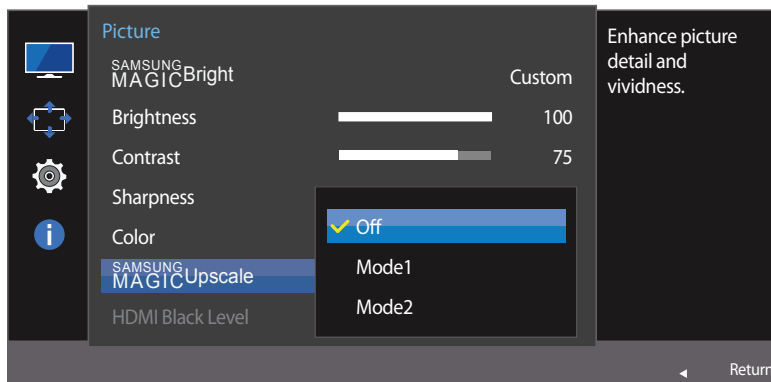 Picture
SAMSUNG
MAGICBright Custom
Brightness 100
Contrast 75
Sharpness
Color
SAMSUNG
MAGICUpscale
HDMI Black Level
Off
Mode1
Mode2
Enhance picture
detail and
vividness.
Return